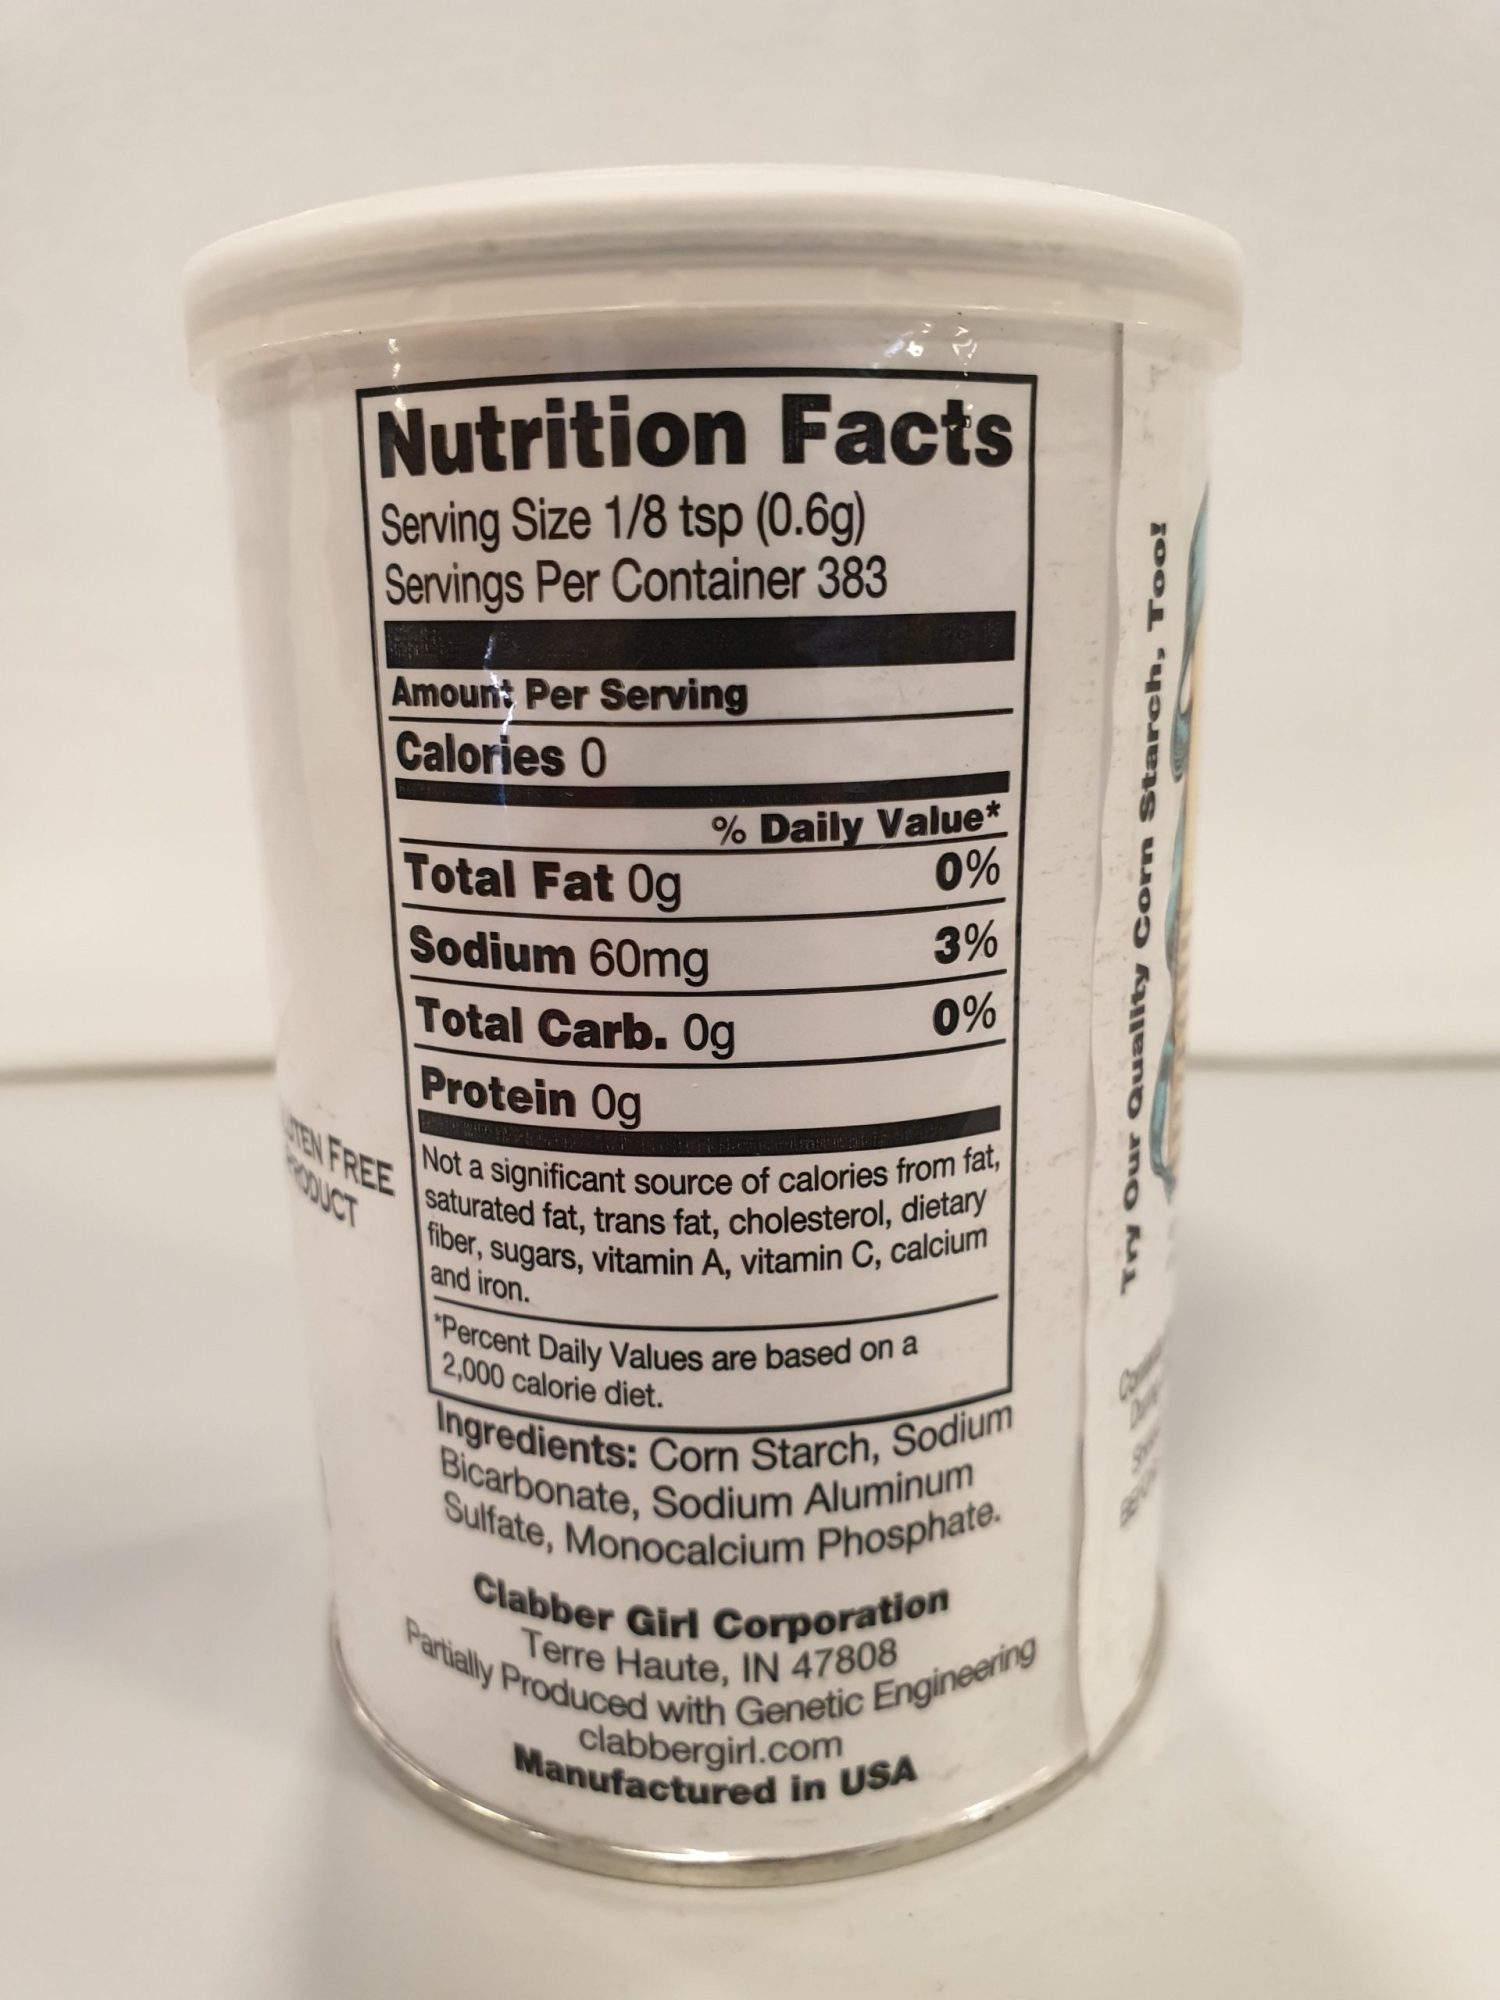 Nutrition Facts
Serving Size 1/8 tsp (0.6g)
Servings Per Container 383
Amount Per Serving
Calories 0
% Daily Value*
Total Fat 0g 0%
Sodium 60mg 3%
Total Carb. 0g 0%
Protein 0g
Not a significant source of calories from fat,
saturated fat, trans fat, cholesterol, dietary
fiber, sugars, vitamin A, vitamin C, calcium
and iron.
*Percent Daily Values are based on a
2,000 calorie diet.
Ingredients: Corn Starch, Sodium
Bicarbonate, Sodium Aluminum
Sulfate, Monocalcium Phosphate.
Clabber Girl Corporation
Terre Haute, IN 47808
Partially Produced with Genetic Engineering
clabbergirl.com
Manufactured in USA
FREE
Try Our Quality Corn Starch, Too!